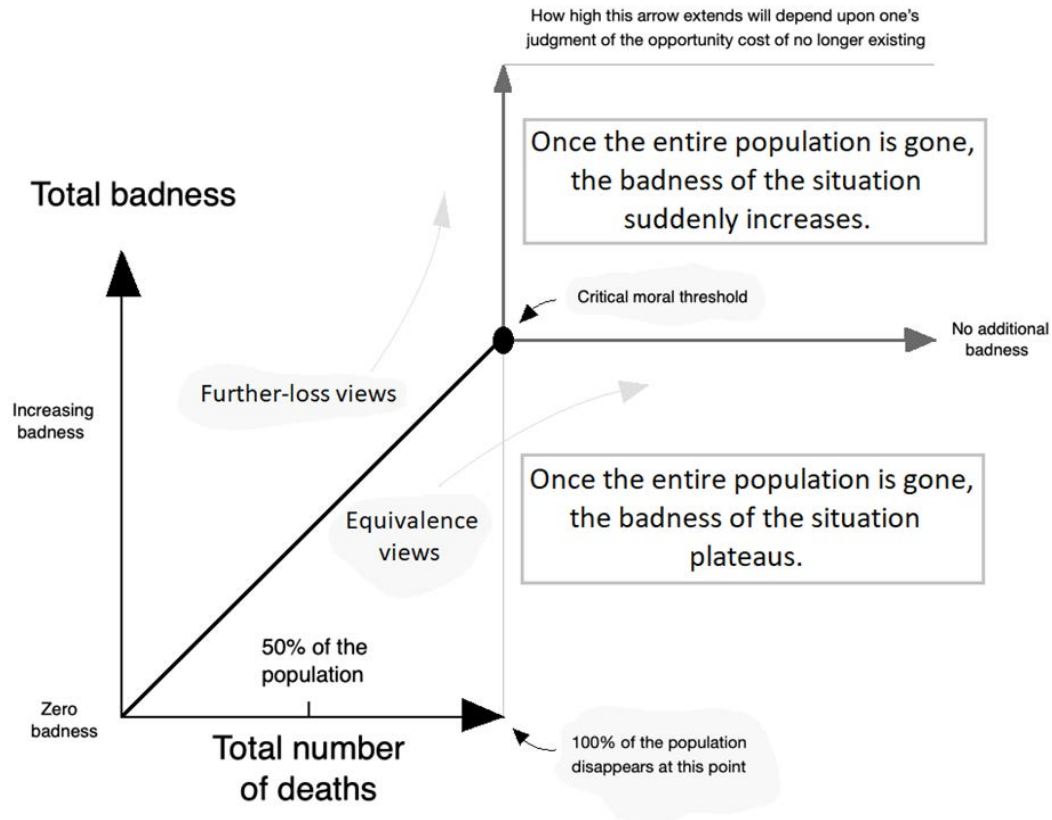 How high this arrow extends will depend upon one's
judgment of the opportunity cost of no longer existing
Once the entire population is gone,
the badness of the situation
suddenly increases.
Total badness
Critical moral threshold
No additional
badness
Further-loss views
Increasing
badness
Once the entire population is gone,
the badness of the situation
plateaus.
Equivalence
views
50% of the
population
Zero
badness
Total number
of deaths
100% of the population
disappears at this point